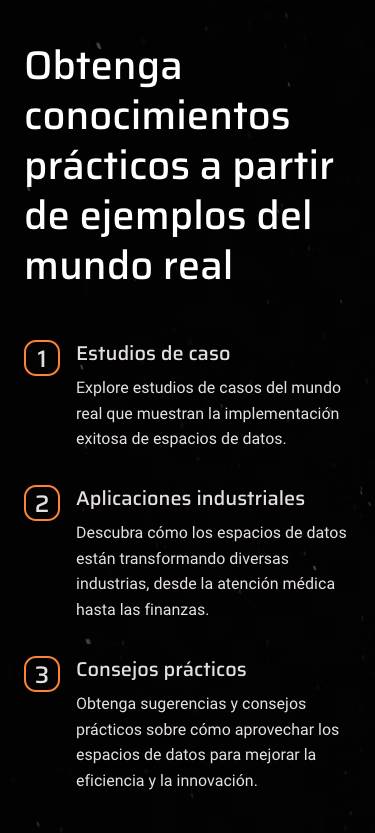 Obtenga
conocimientos
prácticos a partir
de ejemplos del
mundo real
1
Estudios de caso
Explore estudios de casos del mundo
real que muestran la implementación
exitosa de espacios de datos.
2
Aplicaciones industriales
Descubra cómo los espacios de datos
están transformando diversas
industrias, desde la atención médica
hasta las finanzas.
3
Consejos prácticos
Obtenga sugerencias y consejos
prácticos sobre cómo aprovechar los
espacios de datos para mejorar la
eficiencia y la innovación.